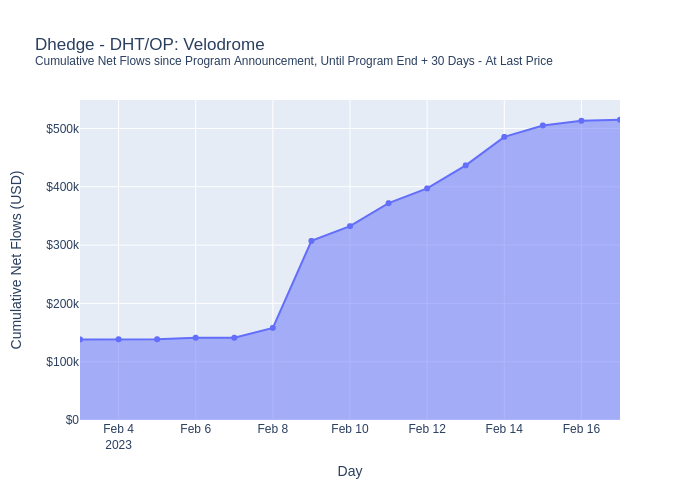 Dhedge - DHT/OP: Velodrome
Cumulative Net Flows since Program Announcement, Until Program End + 30 Days - At Last Price
Cumulative Net Flows (USD)
$500k
$400k
$300k
$200k
$100k
$0
Feb 4
2023
Feb 6
Feb 8
Feb 10
Feb 12
Feb 14
Feb 16
Day